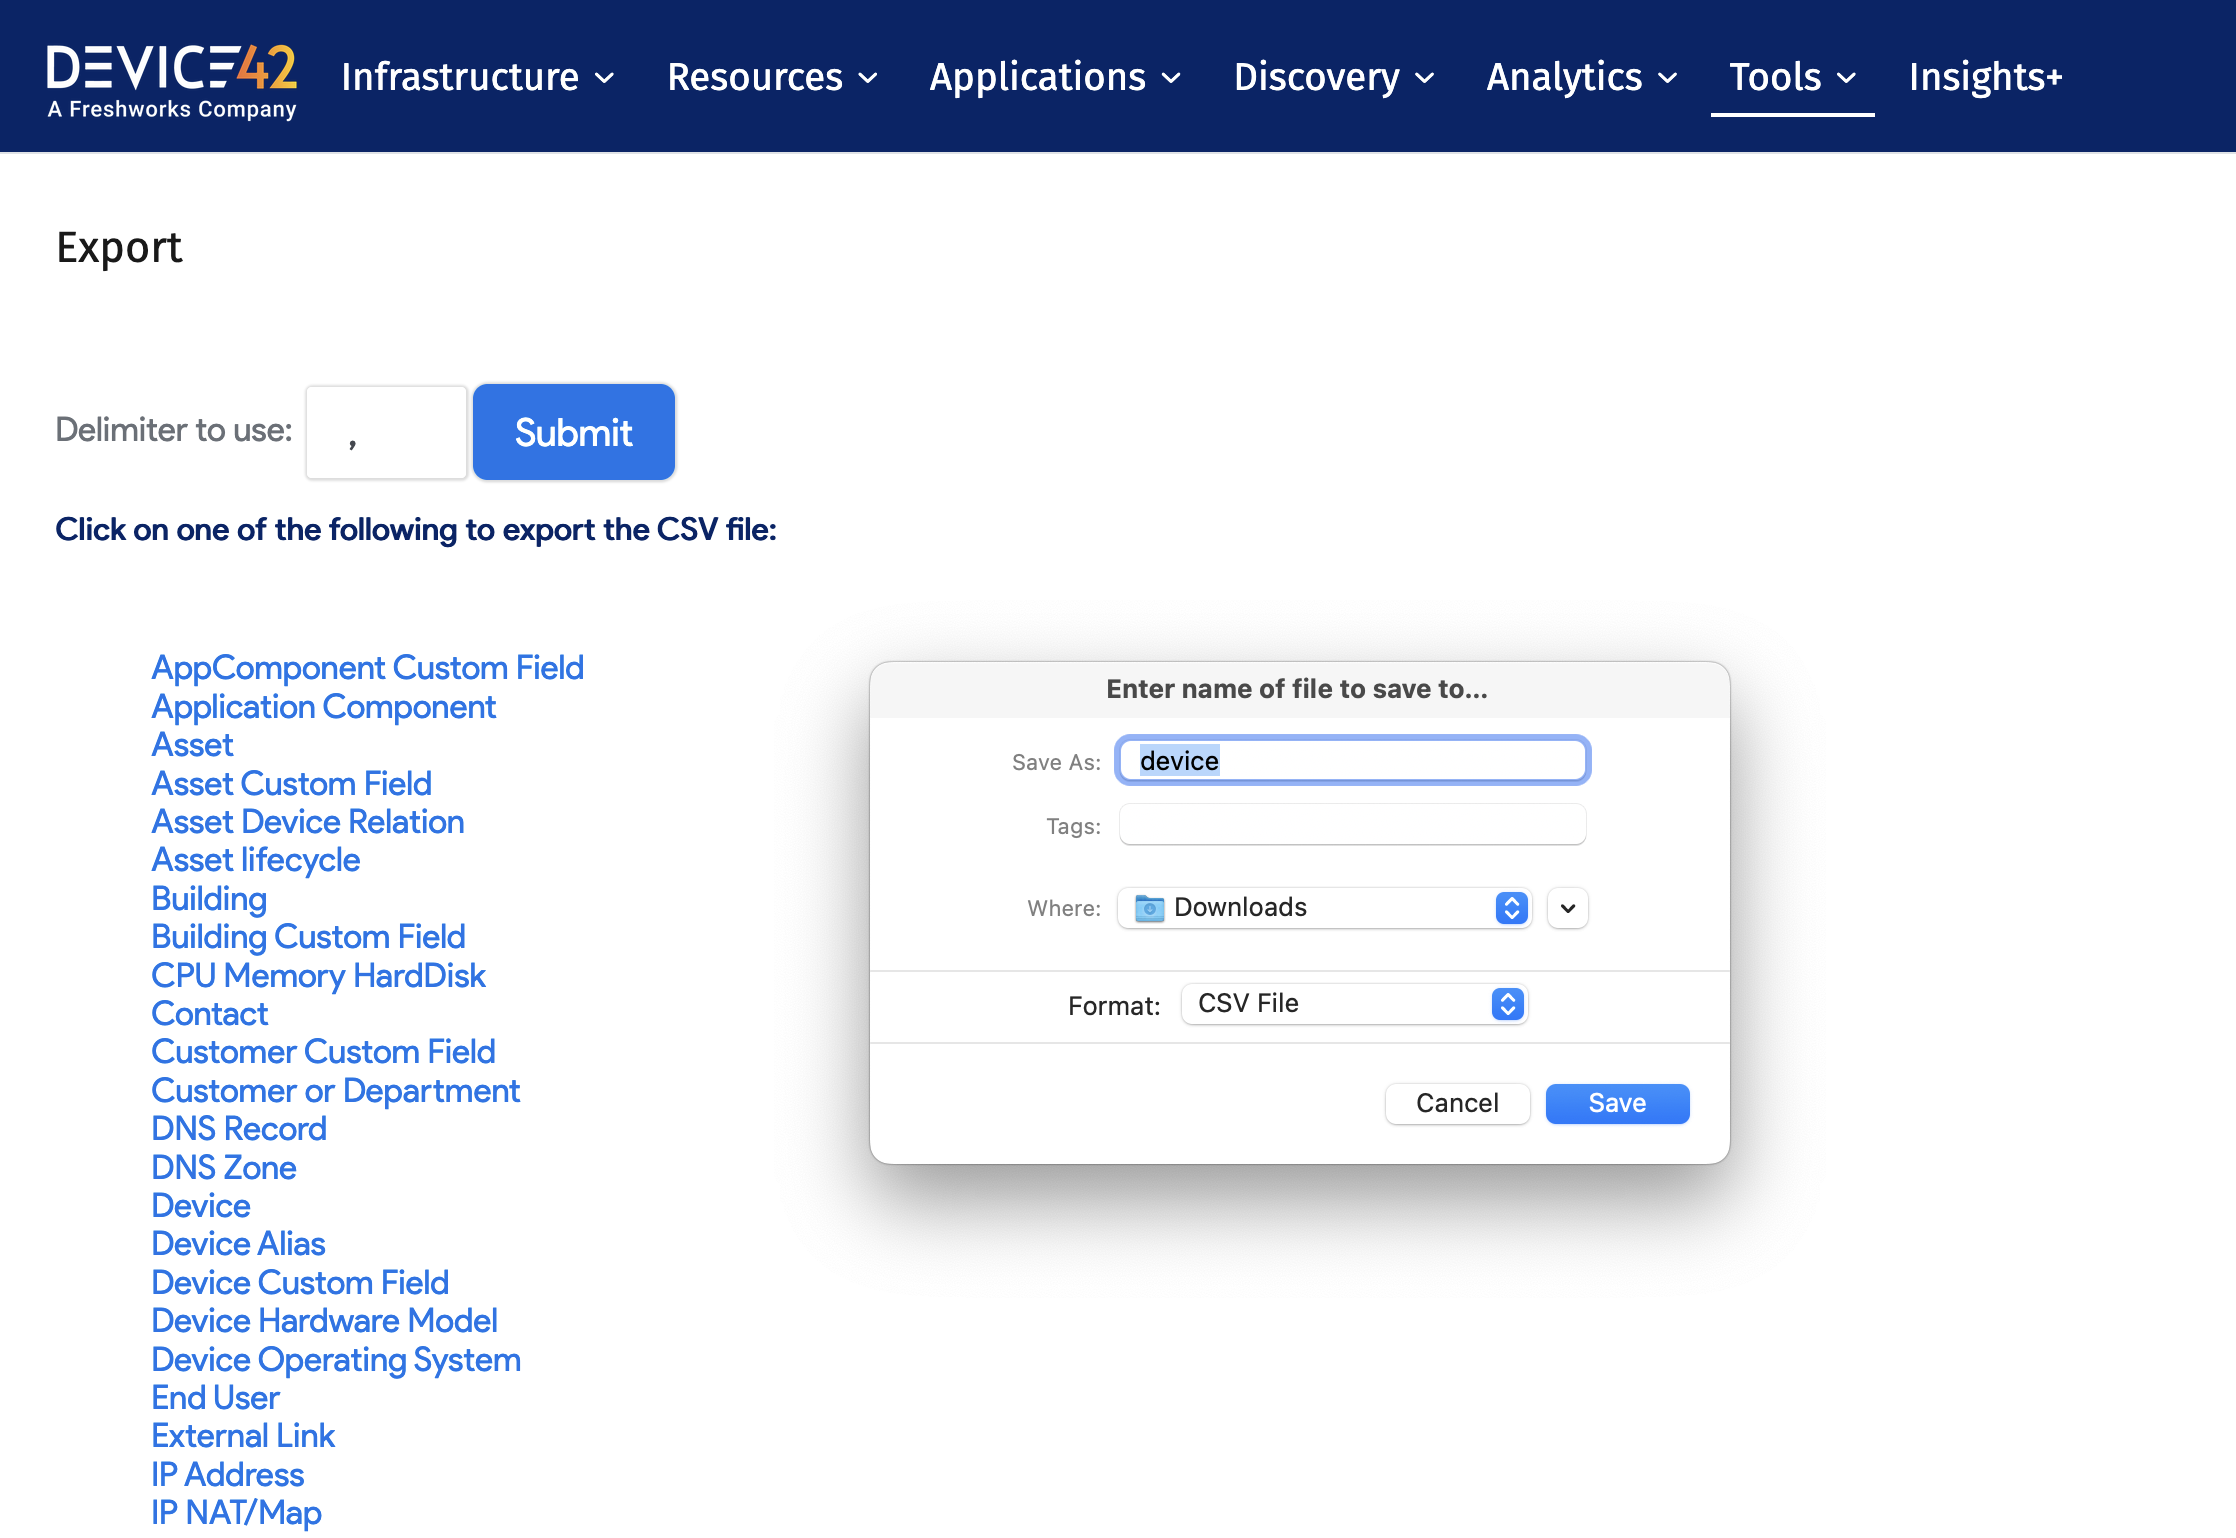 DEVICE42
A Freshworks Company
Infrastructure Resources Applications Discovery Analytics Tools Insights+
Export
Delimiter to use: , Submit
Click on one of the following to export the CSV file:
AppComponent Custom Field
Application Component
Asset
Asset Custom Field
Asset Device Relation
Asset lifecycle
Building
Building Custom Field
CPU Memory HardDisk
Contact
Customer Custom Field
Customer or Department
DNS Record
DNS Zone
Device
Device Alias
Device Custom Field
Device Hardware Model
Device Operating System
End User
External Link
IP Address
IP NAT/Map
Enter name of file to save to...
Save As: device
Tags:
Where: Downloads
Format: CSV File
Cancel Save